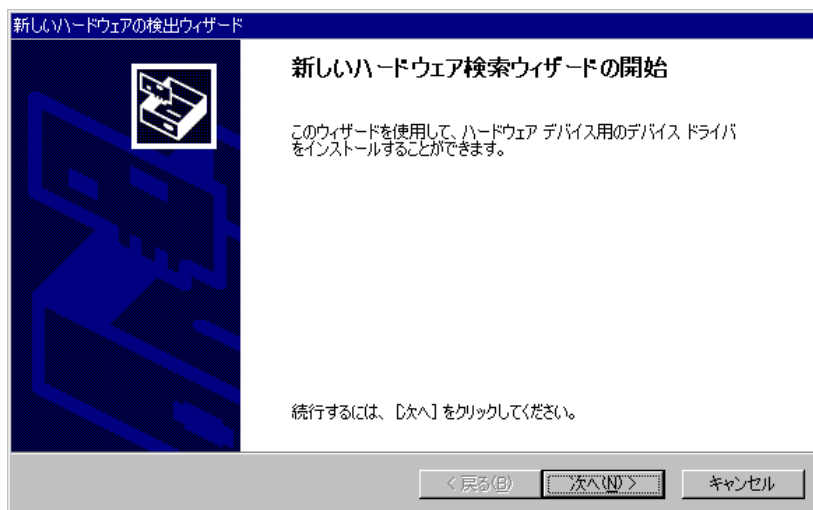 新しいハードウェアの検出ウィザード
新しいハードウェア検索ウィザードの開始
このウィザードを使用して、ハードウェア デバイス用のデバイス ドライバ
をインストールすることができます。
続行するには、[次へ] をクリックしてください。
< 戻る(B)
次へ(N) >
キャンセル